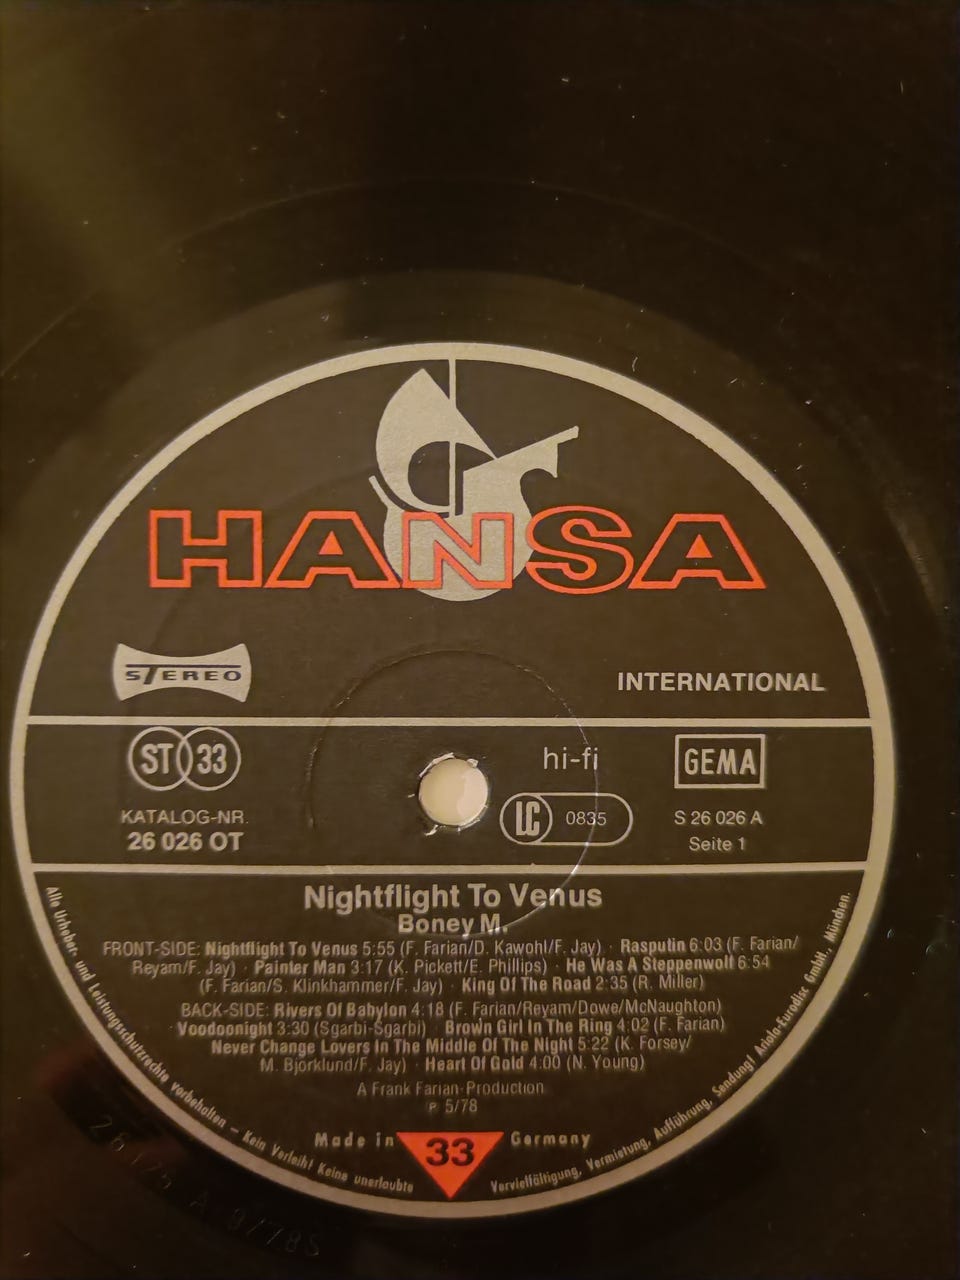 HANSA
STEREO
INTERNATIONAL
ST 33
hi-fi
GEMA
KATALOG-NR.
26 026 OT
LC 0835
S 26 026 A
Seite 1
Nightflight To Venus
Boney M.
FRONT-SIDE: Nightflight To Venus 5:55 (F. Farian/D. Kawohl/F. Jay) · Rasputin 6:03 (F. Farian/
Reyam/F. Jay) · Painter Man 3:17 (K. Pickett/E. Phillips) · He Was A Steppenwolf 6:54
(F. Farian/S. Klinkhammer/F. Jay) · King Of The Road 2:35 (R. Miller)
BACK-SIDE: Rivers Of Babylon 4:18 (F. Farian/Reyam/Dowe/McNaughton)
Voodoonight 3:30 (Sgarbi-Sgarbi) · Brown Girl In The Ring 4:02 (F. Farian)
Never Change Lovers In The Middle Of The Night 5:22 (K. Forsey/
M. Björklund/F. Jay) · Heart Of Gold 4:00 (N. Young)
A Frank Farian-Production
P 5/78
Made in 33 Germany
Alle Urheber- und Leistungsschutzrechte vorbehalten – Kein Verleih! Keine unerlaubte Vervielfältigung, Vermietung, Aufführung, Sendung! Ariola-Eurodisc GmbH., München.